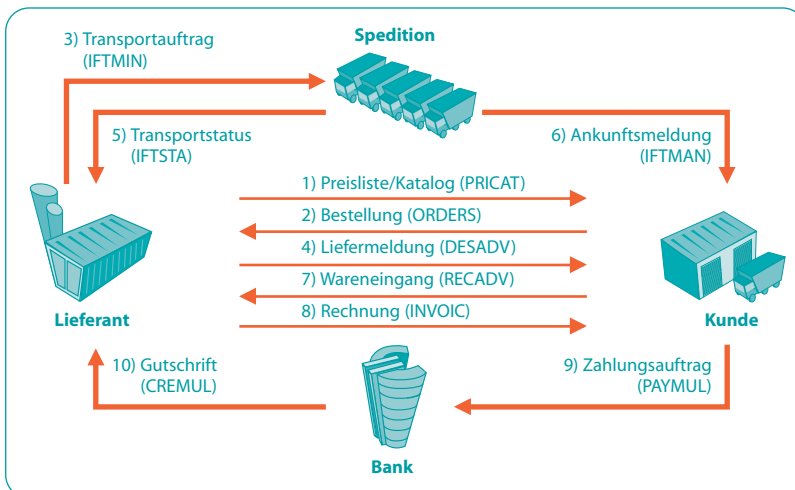 3) Transportauftrag
(IFTMIN)
Spedition
5) Transportstatus
(IFTSTA)
6) Ankunftsmeldung
(IFTMAN)
1) Preisliste/Katalog (PRICAT)
2) Bestellung (ORDERS)
4) Liefermeldung (DESADV)
7) Wareneingang (RECADV)
8) Rechnung (INVOIC)
Lieferant
Kunde
10) Gutschrift
(CREMUL)
9) Zahlungsauftrag
(PAYMUL)
Bank